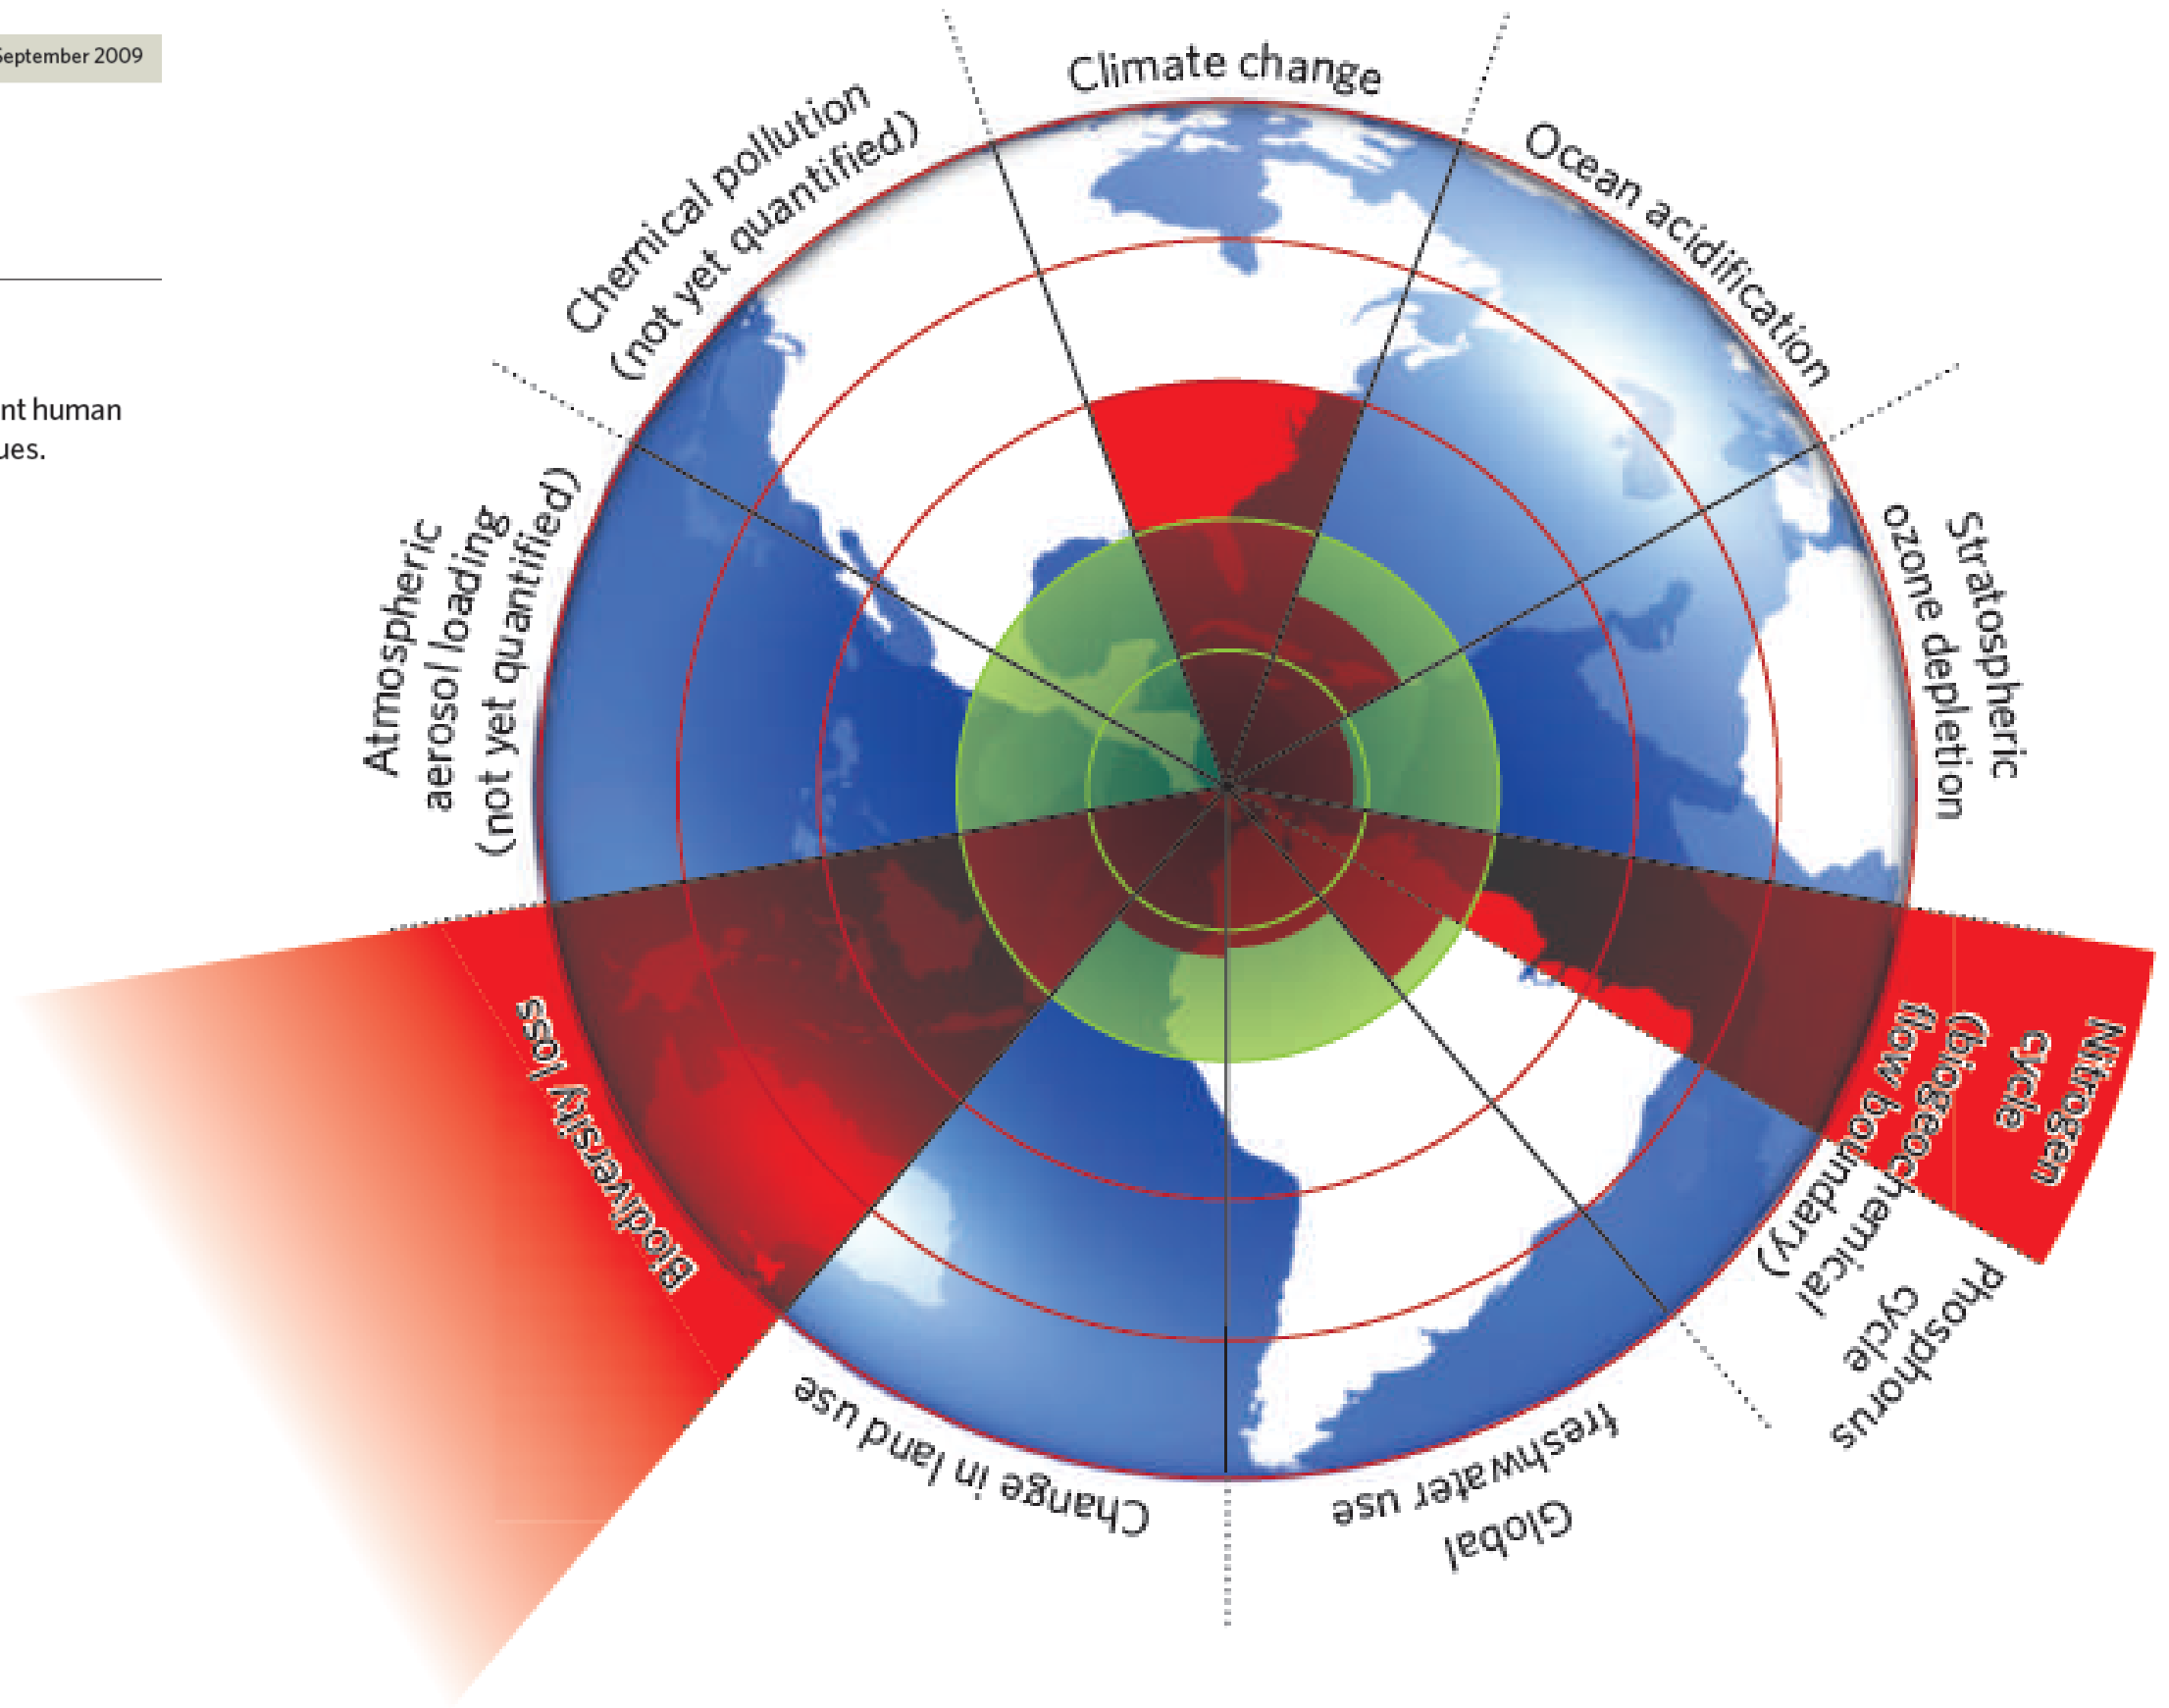 September 2009
nt human
ues.
Climate change
Ocean acidification
Stratospheric
ozone depletion
Nitrogen
cycle
(biogeochemical
flow boundary)
Phosphorus
cycle
Global
freshwater use
Change in land use
Biodiversity loss
Atmospheric
aerosol loading
(not yet quantified)
Chemical pollution
(not yet quantified)